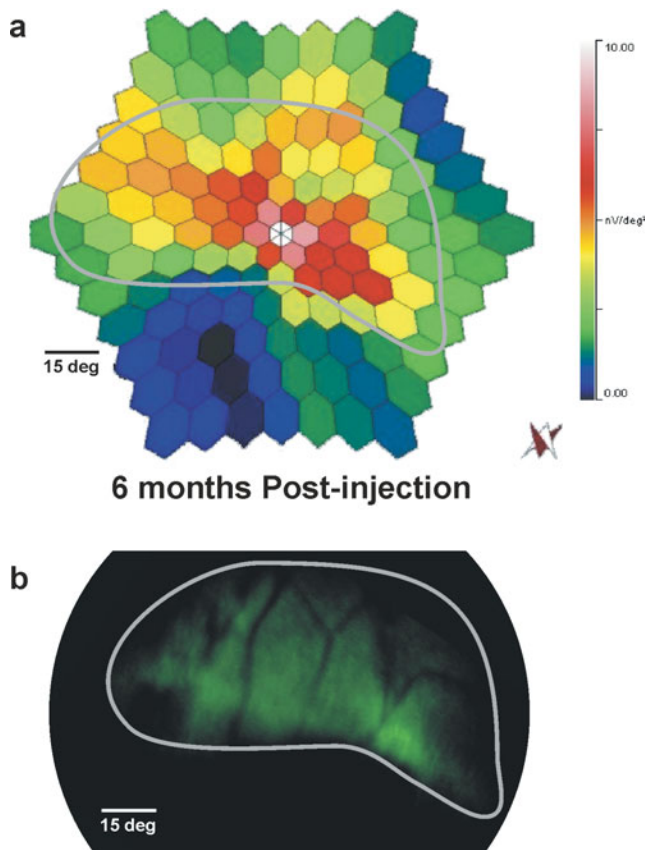 a
10.00
nV/deg²
0.00
15 deg
6 months Post-injection
b
15 deg